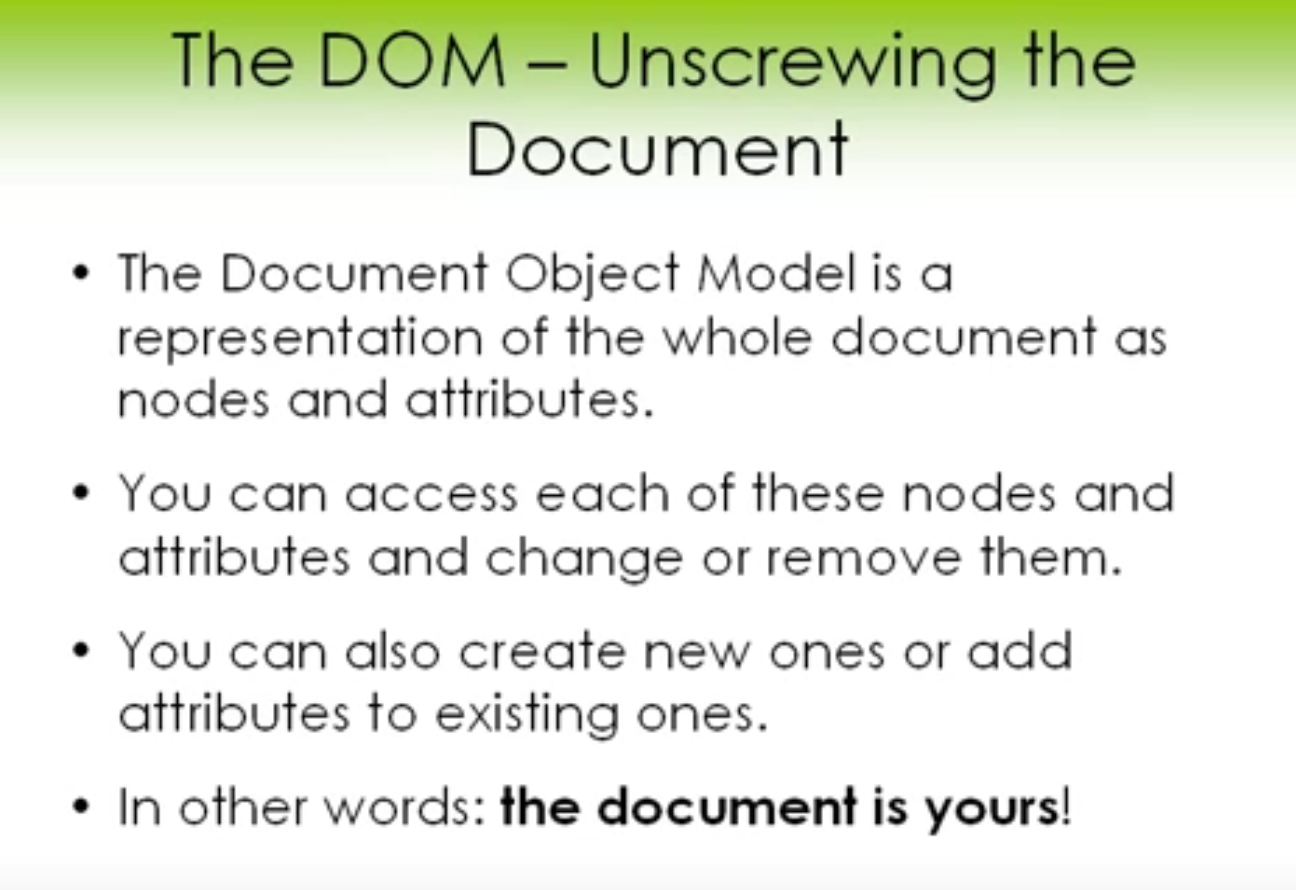 The DOM – Unscrewing the
Document
• The Document Object Model is a
representation of the whole document as
nodes and attributes.
• You can access each of these nodes and
attributes and change or remove them.
• You can also create new ones or add
attributes to existing ones.
• In other words: the document is yours!